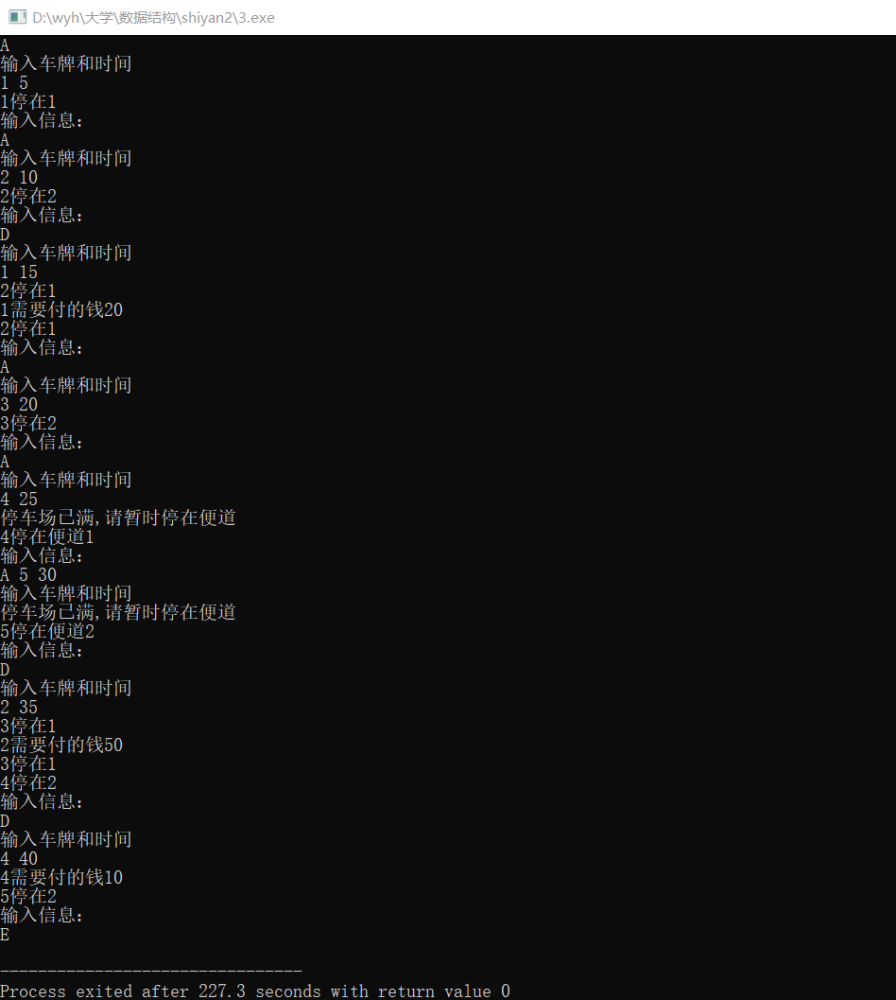 D:\wyh\大学\数据结构\shiyan2\3.exe
A
输入车牌和时间
1 5
1停在1
输入信息:
A
输入车牌和时间
2 10
2停在2
输入信息:
D
输入车牌和时间
1 15
2停在1
1需要付的钱20
2停在1
输入信息:
A
输入车牌和时间
3 20
3停在2
输入信息:
A
输入车牌和时间
4 25
停车场已满,请暂时停在便道
4停在便道1
输入信息:
A 5 30
输入车牌和时间
停车场已满,请暂时停在便道
5停在便道2
输入信息:
D
输入车牌和时间
2 35
3停在1
2需要付的钱50
3停在1
4停在2
输入信息:
D
输入车牌和时间
4 40
4需要付的钱10
5停在2
输入信息:
E
--------------------------------
Process exited after 227.3 seconds with return value 0